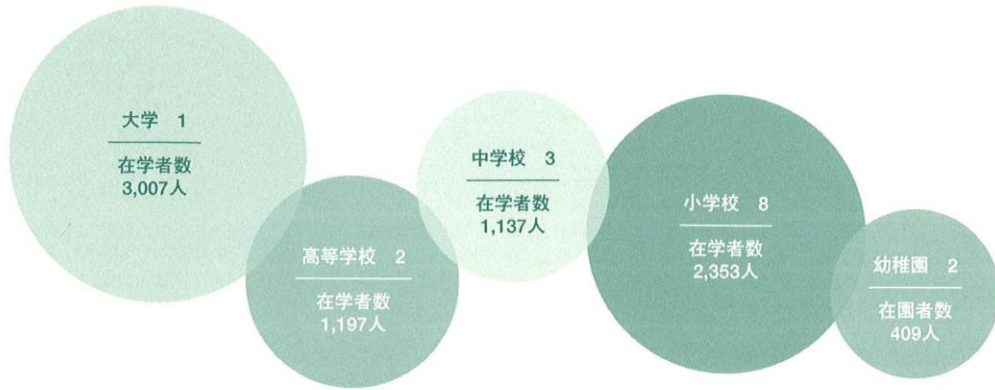 大学 1
在学者数
3,007人
高等学校 2
在学者数
1,197人
中学校 3
在学者数
1,137人
小学校 8
在学者数
2,353人
幼稚園 2
在園者数
409人